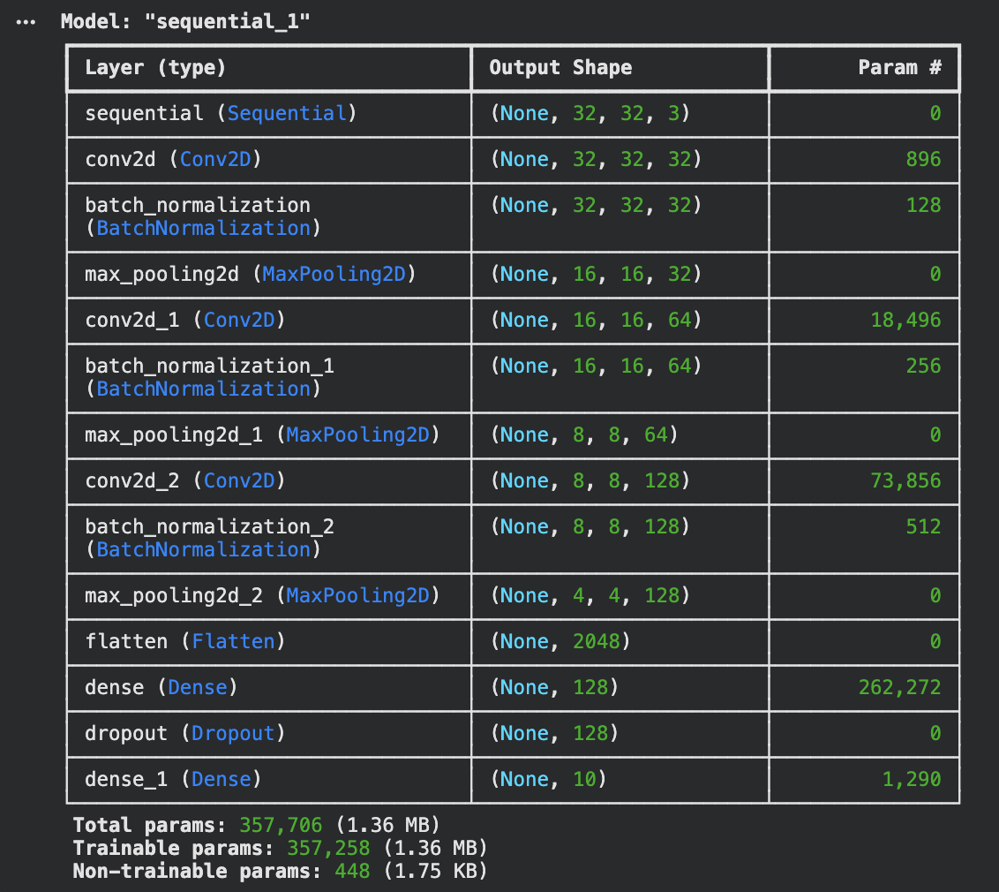 ... Model: "sequential_1"
Layer (type) Output Shape Param #
sequential (Sequential) (None, 32, 32, 3) 0
conv2d (Conv2D) (None, 32, 32, 32) 896
batch_normalization (None, 32, 32, 32) 128
(BatchNormalization)
max_pooling2d (MaxPooling2D) (None, 16, 16, 32) 0
conv2d_1 (Conv2D) (None, 16, 16, 64) 18,496
batch_normalization_1 (None, 16, 16, 64) 256
(BatchNormalization)
max_pooling2d_1 (MaxPooling2D) (None, 8, 8, 64) 0
conv2d_2 (Conv2D) (None, 8, 8, 128) 73,856
batch_normalization_2 (None, 8, 8, 128) 512
(BatchNormalization)
max_pooling2d_2 (MaxPooling2D) (None, 4, 4, 128) 0
flatten (Flatten) (None, 2048) 0
dense (Dense) (None, 128) 262,272
dropout (Dropout) (None, 128) 0
dense_1 (Dense) (None, 10) 1,290
Total params: 357,706 (1.36 MB)
Trainable params: 357,258 (1.36 MB)
Non-trainable params: 448 (1.75 KB)